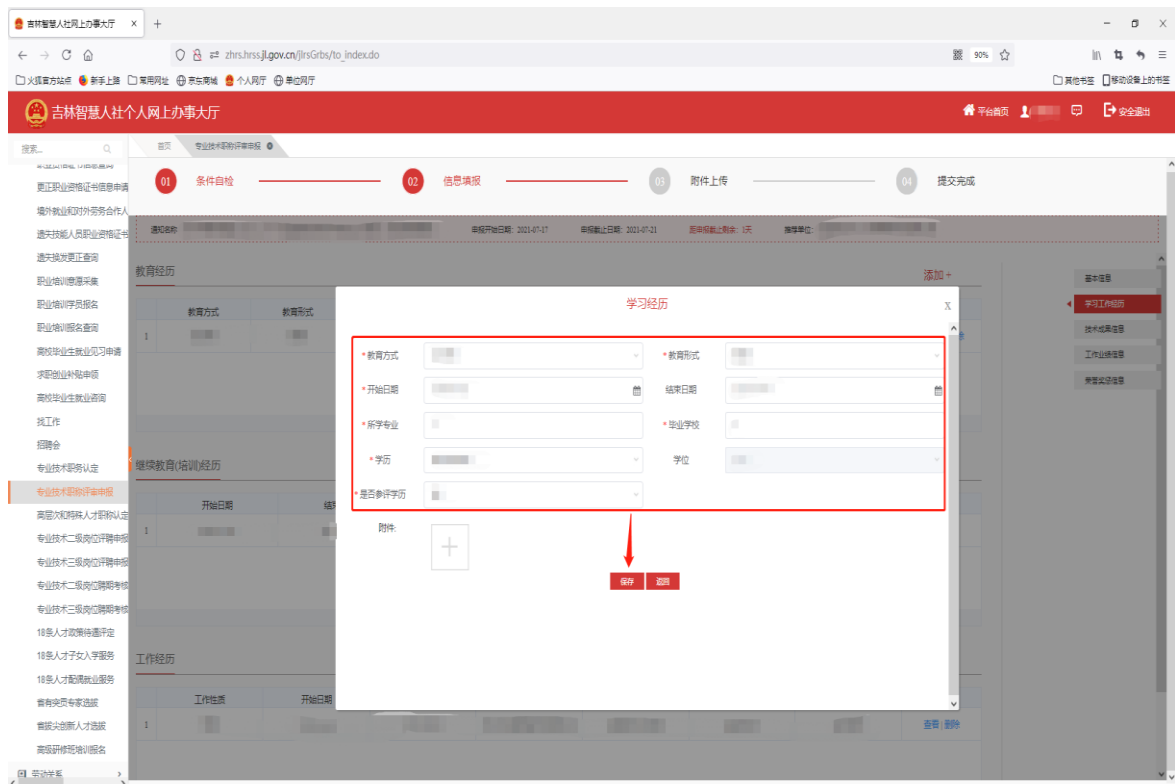 吉林智慧人社网上办事大厅 × +
zhrs.hrss.jl.gov.cn/jlrsGrbs/to_index.do 90%
火狐官方站点 新手上路 常用网址 京东商城 个人网厅 单位网厅 其他书签 移动设备上的书签
吉林智慧人社个人网上办事大厅 平台首页 安全退出
搜索... 首页 专业技术职称评审申报
01 条件自检 02 信息填报 03 附件上传 04 提交完成
更正职业资格证书信息申请
境外就业和对外劳务合作人
遗失技能人员职业资格证书
遗失换发更正查询
职业培训意愿采集
职业培训学员报名
职业培训报名查询
高校毕业生就业见习申请
求职创业补贴申领
高校毕业生就业咨询
找工作
招聘会
专业技术职务认定
专业技术职称评审申报
高层次和特殊人才职称认定
专业技术二级岗位评聘申报
专业技术三级岗位评聘申报
专业技术二级岗位聘期考核
专业技术三级岗位聘期考核
18条人才政策待遇评定
18条人才子女入学服务
18条人才配偶就业服务
省有突贡专家选拔
省拔尖创新人才选拔
高级研修班培训报名
劳动关系
通知名称: 申报开始日期: 2021-07-17 申报截止日期: 2021-07-21 距申报截止剩余: 1天 推荐单位:
教育经历 添加 +
教育方式 教育形式
1
继续教育(培训)经历
开始日期
1
工作经历
工作性质 开始日期
1 查看 | 删除
学习经历 X
*教育方式 *教育形式
*开始日期 结束日期
*所学专业 *毕业学校
*学历 学位
*是否参评学历
附件:
保存 返回
基本信息
学习工作经历
技术成果信息
工作业绩信息
荣誉奖惩信息